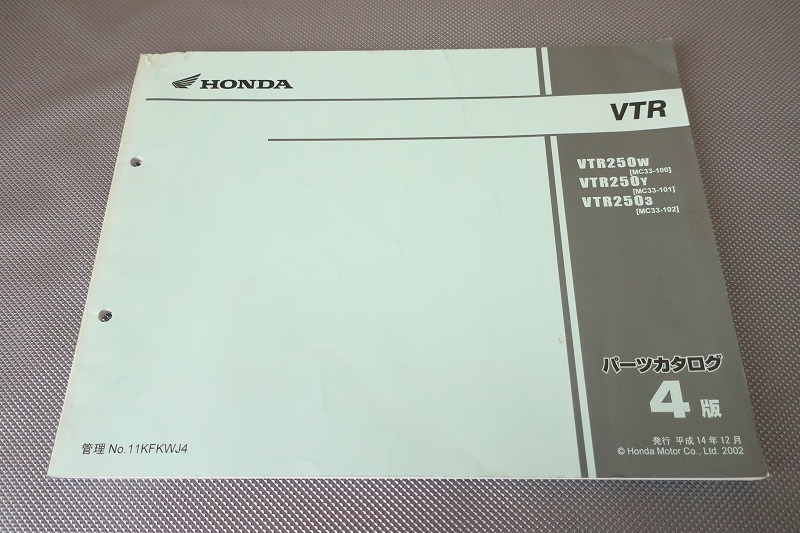 HONDA
VTR
VTR250W
[MC33-100]
VTR250Y
[MC33-101]
VTR2503
[MC33-102]
パーツカタログ
4版
発行 平成14年12月
© Honda Motor Co., Ltd. 2002
管理 No.11KFKWJ4